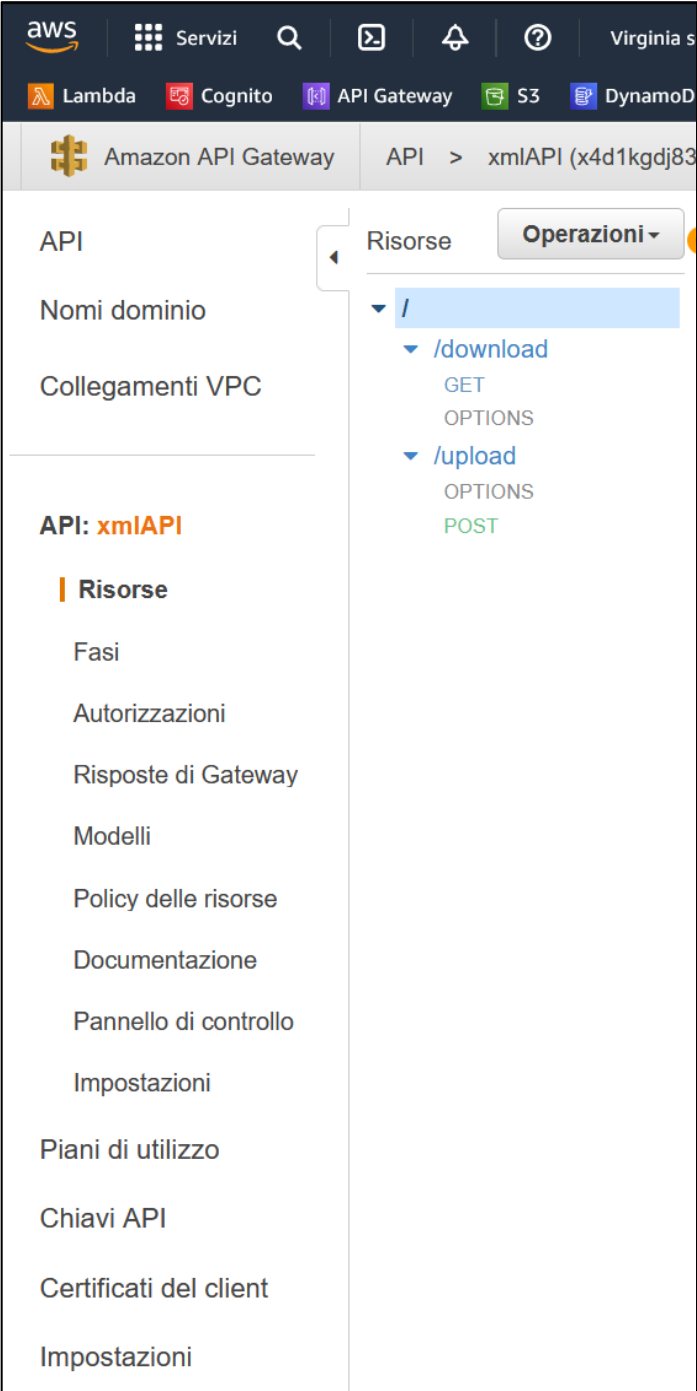 aws Servizi Virginia s
Lambda Cognito API Gateway S3 DynamoD
Amazon API Gateway API > xmlAPI (x4d1kgdj83
API
Nomi dominio
Collegamenti VPC
API: xmlAPI
Risorse
Fasi
Autorizzazioni
Risposte di Gateway
Modelli
Policy delle risorse
Documentazione
Pannello di controllo
Impostazioni
Piani di utilizzo
Chiavi API
Certificati del client
Impostazioni
Risorse Operazioni
/
/download
GET
OPTIONS
/upload
OPTIONS
POST